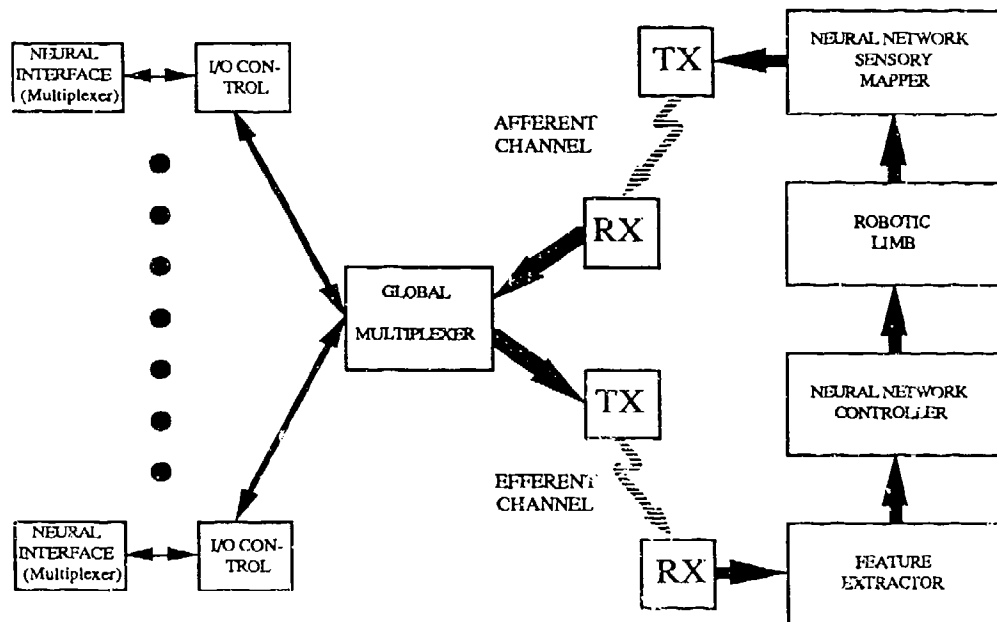 NEURAL
INTERFACE
(Multiplexer)
I/O CON-
TROL
TX
NEURAL NETWORK
SENSORY
MAPPER
AFFERENT
CHANNEL
RX
ROBOTIC
LIMB
GLOBAL
MULTIPLEXER
TX
NEURAL NETWORK
CONTROLLER
EFFERENT
CHANNEL
NEURAL
INTERFACE
(Multiplexer)
I/O CON-
TROL
RX
FEATURE
EXTRACTOR